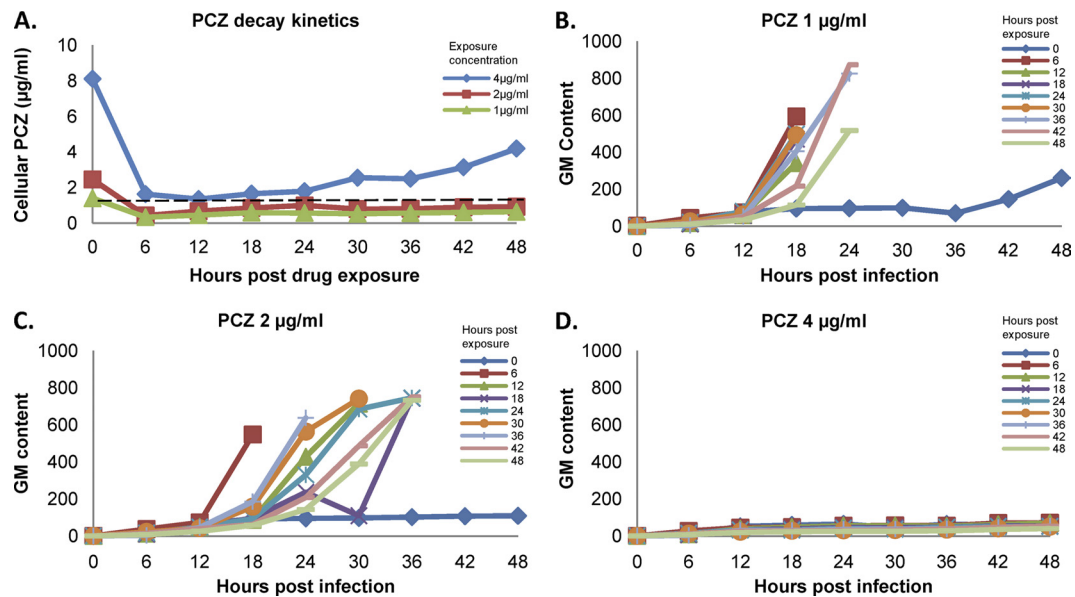 A.
PCZ decay kinetics
Cellular PCZ (µg/ml)
10
8
6
4
2
0
Exposure
concentration
4µg/ml
2µg/ml
1µg/ml
0 6 12 18 24 30 36 42 48
Hours post drug exposure
B.
PCZ 1 µg/ml
GM Content
1000
800
600
400
200
0
Hours post
exposure
0
6
12
18
24
30
36
42
48
0 6 12 18 24 30 36 42 48
Hours post infection
C.
PCZ 2 µg/ml
GM content
1000
800
600
400
200
0
Hours post
exposure
0
6
12
18
24
30
36
42
48
0 6 12 18 24 30 36 42 48
Hours post infection
D.
PCZ 4 µg/ml
GM content
1000
800
600
400
200
0
Hours post
exposure
0
6
12
18
24
30
36
42
48
0 6 12 18 24 30 36 42 48
Hours post infection